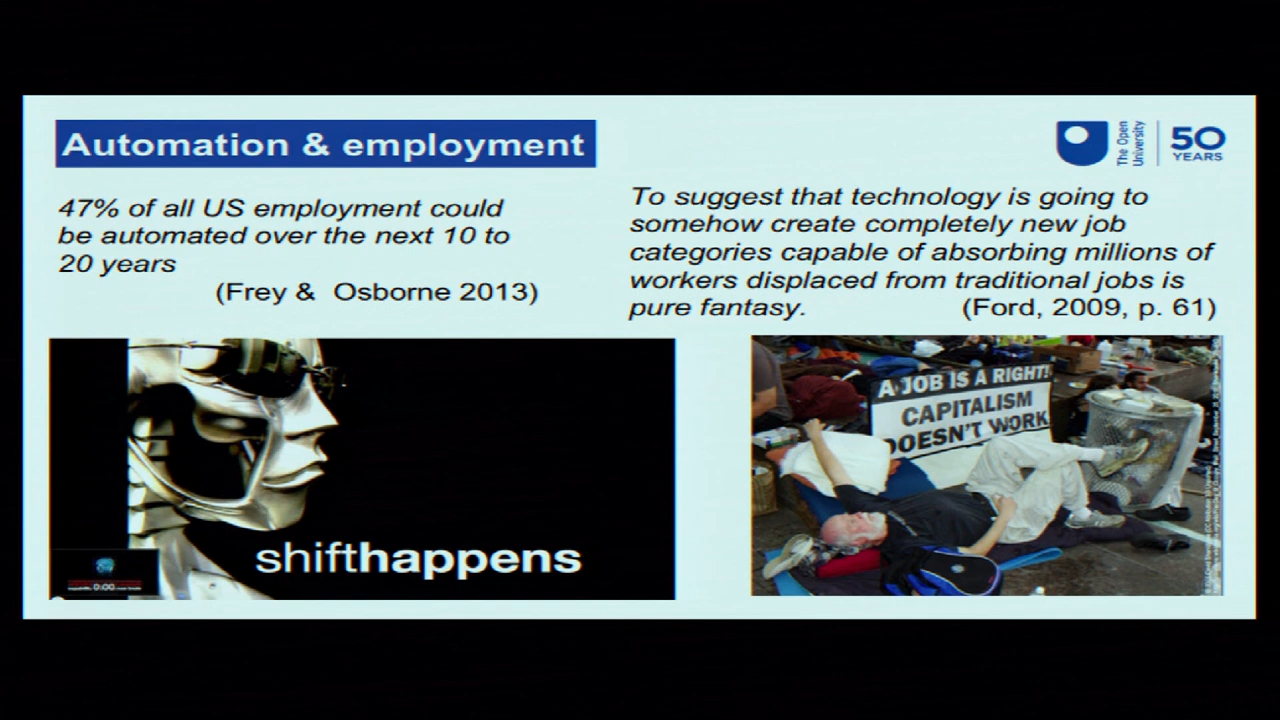 Automation & employment
The Open
University
50
YEARS
47% of all US employment could
be automated over the next 10 to
20 years
(Frey & Osborne 2013)
To suggest that technology is going to
somehow create completely new job
categories capable of absorbing millions of
workers displaced from traditional jobs is
pure fantasy. (Ford, 2009, p. 61)
shifthappens
0:00
A JOB IS A RIGHT!
CAPITALISM
DOESN'T WORK